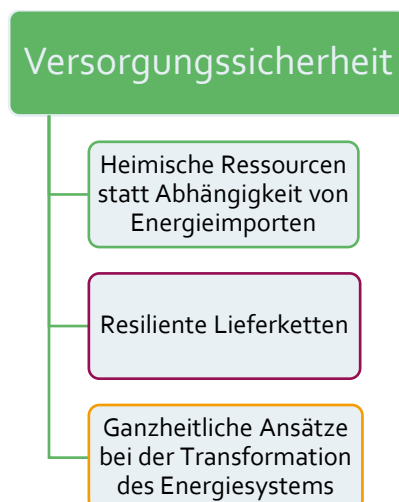 Versorgungssicherheit
Heimische Ressourcen
statt Abhängigkeit von
Energieimporten
Resiliente Lieferketten
Ganzheitliche Ansätze
bei der Transformation
des Energiesystems